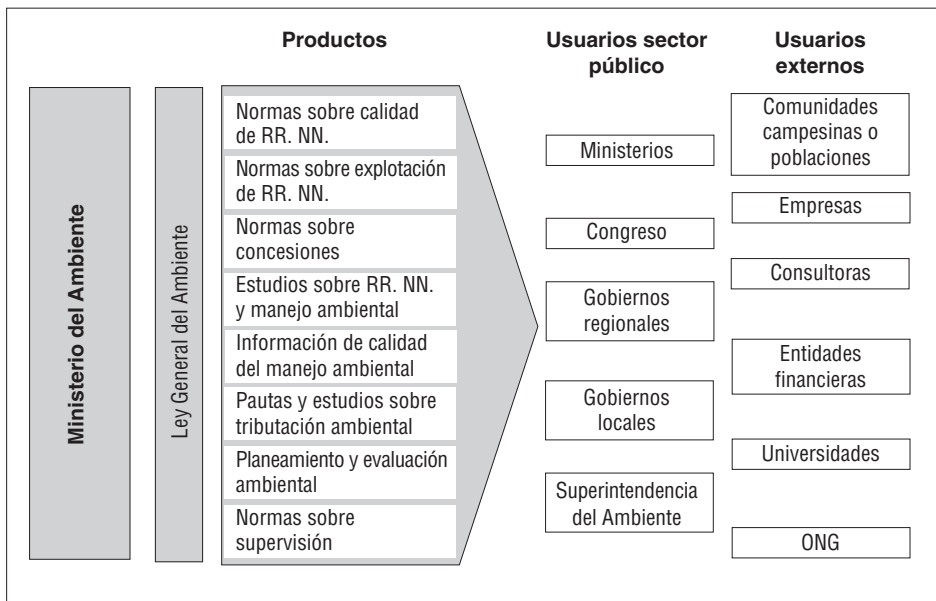 Productos
Usuarios sector
público
Usuarios
externos
Ministerio del Ambiente
Ley General del Ambiente
Normas sobre calidad
de RR. NN.
Normas sobre explotación
de RR. NN.
Normas sobre
concesiones
Estudios sobre RR. NN.
y manejo ambiental
Información de calidad
del manejo ambiental
Pautas y estudios sobre
tributación ambiental
Planeamiento y evaluación
ambiental
Normas sobre
supervisión
Ministerios
Congreso
Gobiernos
regionales
Gobiernos
locales
Superintendencia
del Ambiente
Comunidades
campesinas o
poblaciones
Empresas
Consultoras
Entidades
financieras
Universidades
ONG